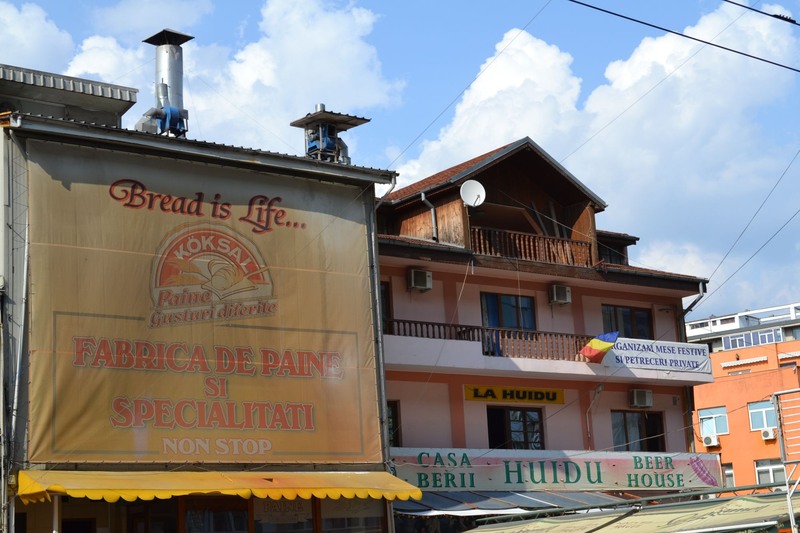 Bread is Life...
KÖKSAL
Paine
Gusturi diferite
FABRICA DE PAINE
SI
SPECIALITATI
NON STOP
ORGANIZAM MESE FESTIVE
SI PETRECERI PRIVATE
LA HUIDU
CASA BERII
HUIDU
BEER HOUSE